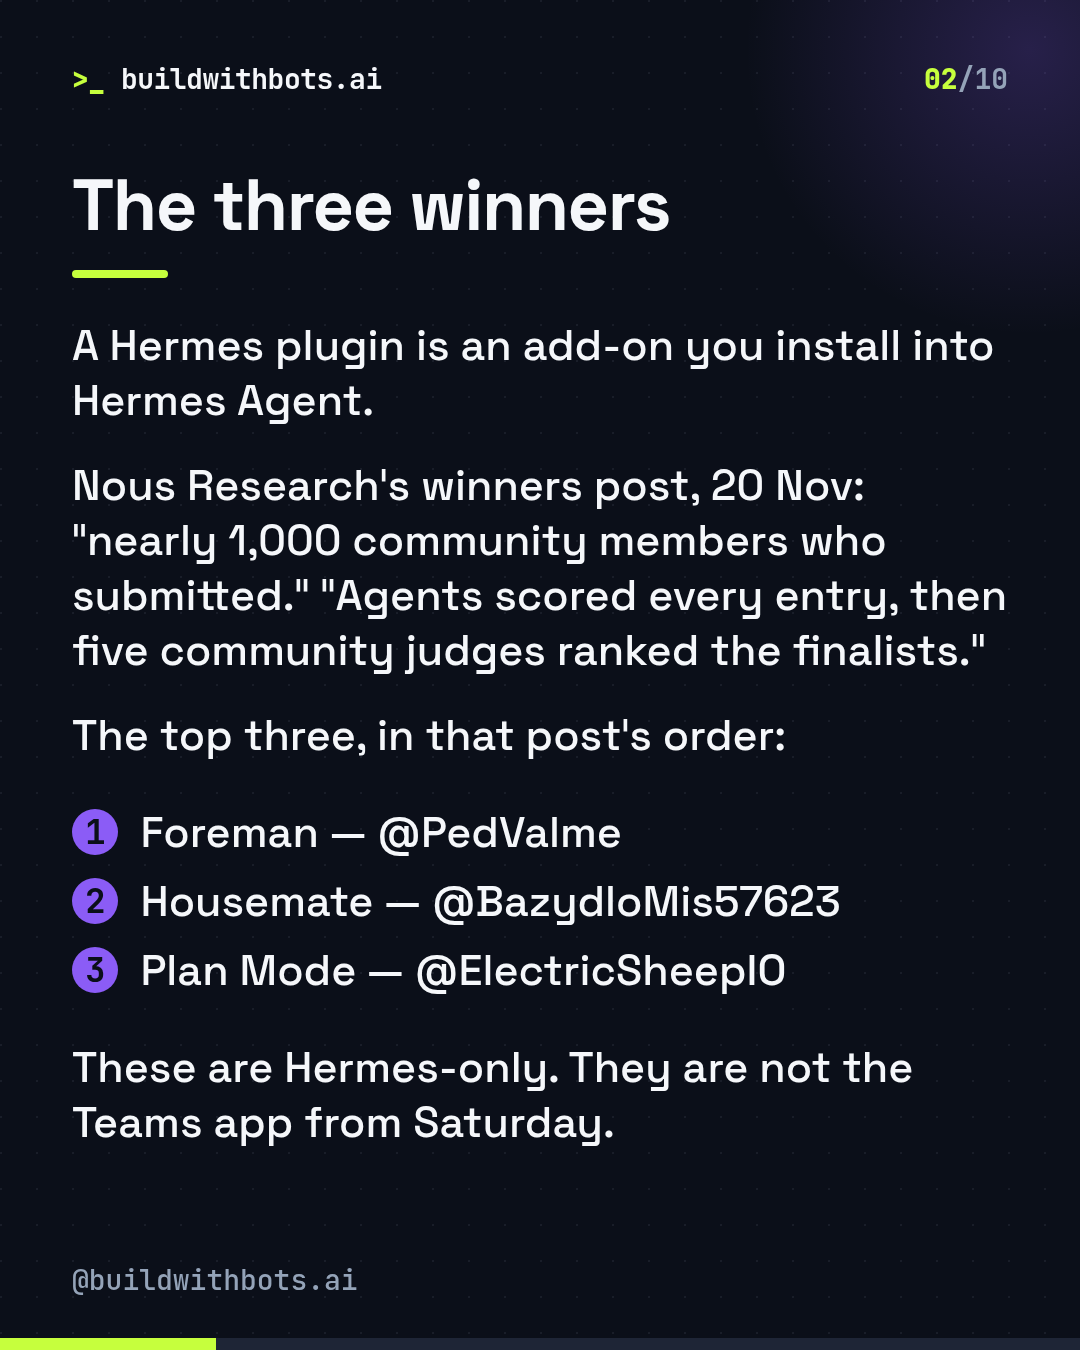 >_ buildwithbots.ai
02/10
The three winners
A Hermes plugin is an add-on you install into
Hermes Agent.
Nous Research's winners post, 20 Nov:
"nearly 1,000 community members who
submitted." "Agents scored every entry, then
five community judges ranked the finalists."
The top three, in that post's order:
1 Foreman — @PedValme
2 Housemate — @BazydloMis57623
3 Plan Mode — @ElectricSheepIO
These are Hermes-only. They are not the
Teams app from Saturday.
@buildwithbots.ai